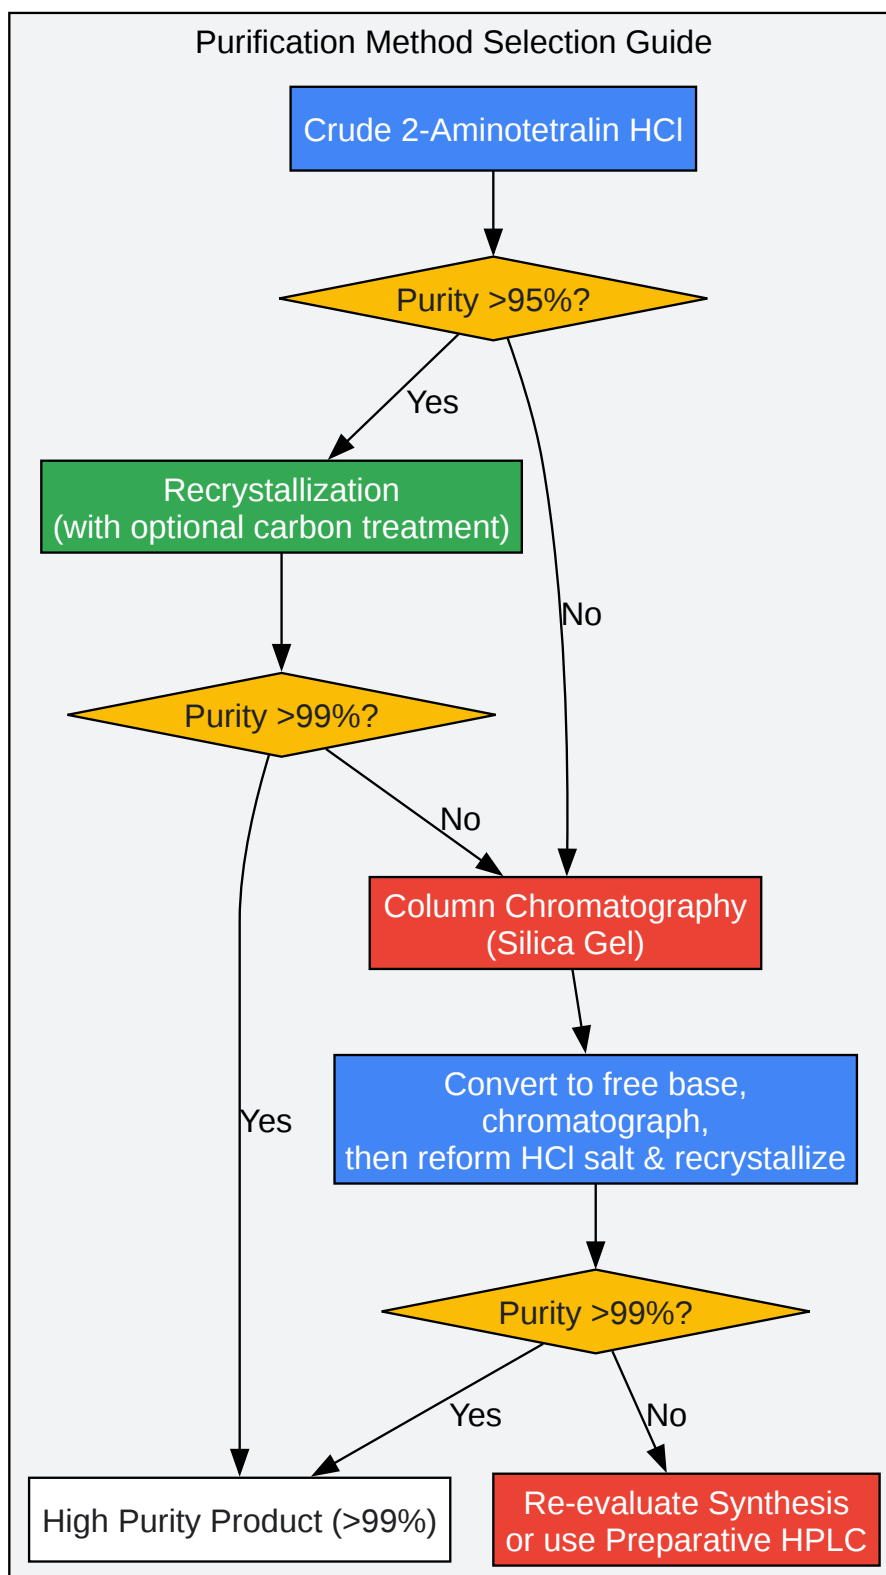 Purification Method Selection Guide
Crude 2-Aminotetralin HCl
Purity >95%?
Yes
Recrystallization
(with optional carbon treatment)
No
Purity >99%?
No
Column Chromatography
(Silica Gel)
Convert to free base,
chromatograph,
then reform HCl salt & recrystallize
Yes
Purity >99%?
Yes
No
High Purity Product (>99%)
Re-evaluate Synthesis
or use Preparative HPLC